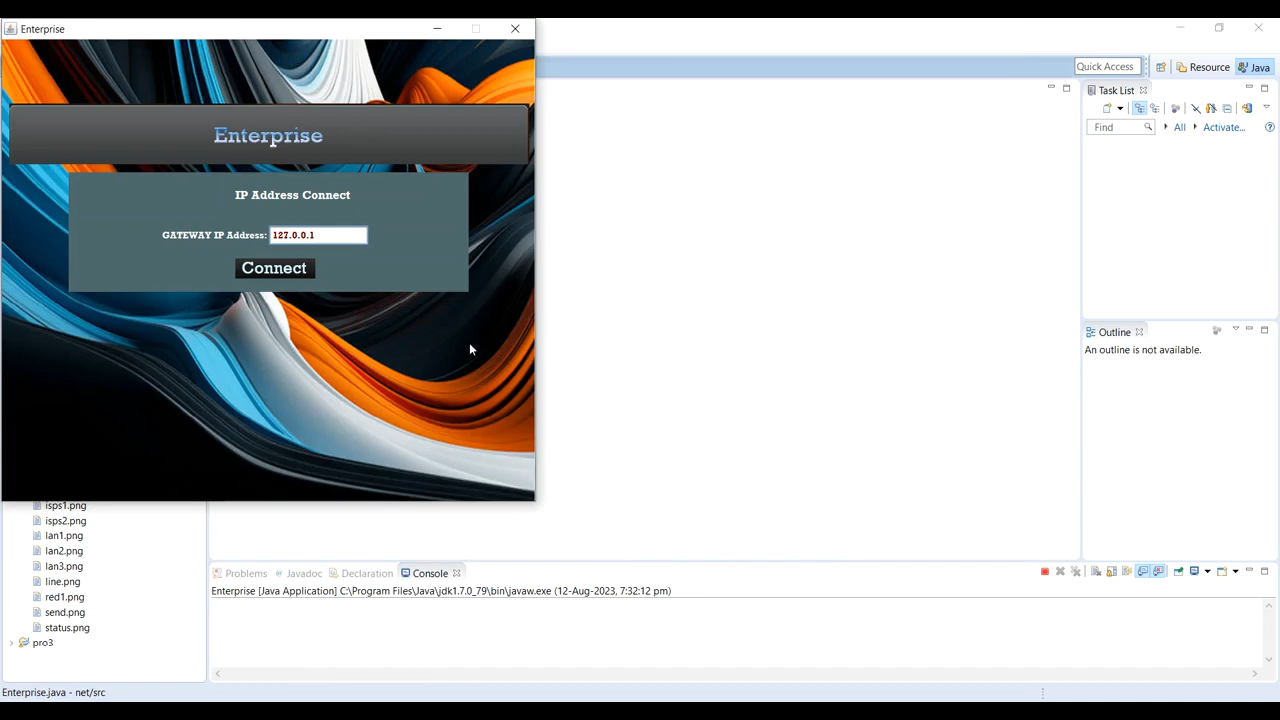 Enterprise
Enterprise
IP Address Connect
GATEWAY IP Address: 127.0.0.1
Connect
Quick Access
Resource
Java
Task List
Find
All
Activate...
Outline
An outline is not available.
isps1.png
isps2.png
lan1.png
lan2.png
lan3.png
line.png
red1.png
send.png
status.png
pro3
Problems
Javadoc
Declaration
Console
Enterprise [Java Application] C:\Program Files\Java\jdk1.7.0_79\bin\javaw.exe (12-Aug-2023, 7:32:12 pm)
Enterprise.java - net/src